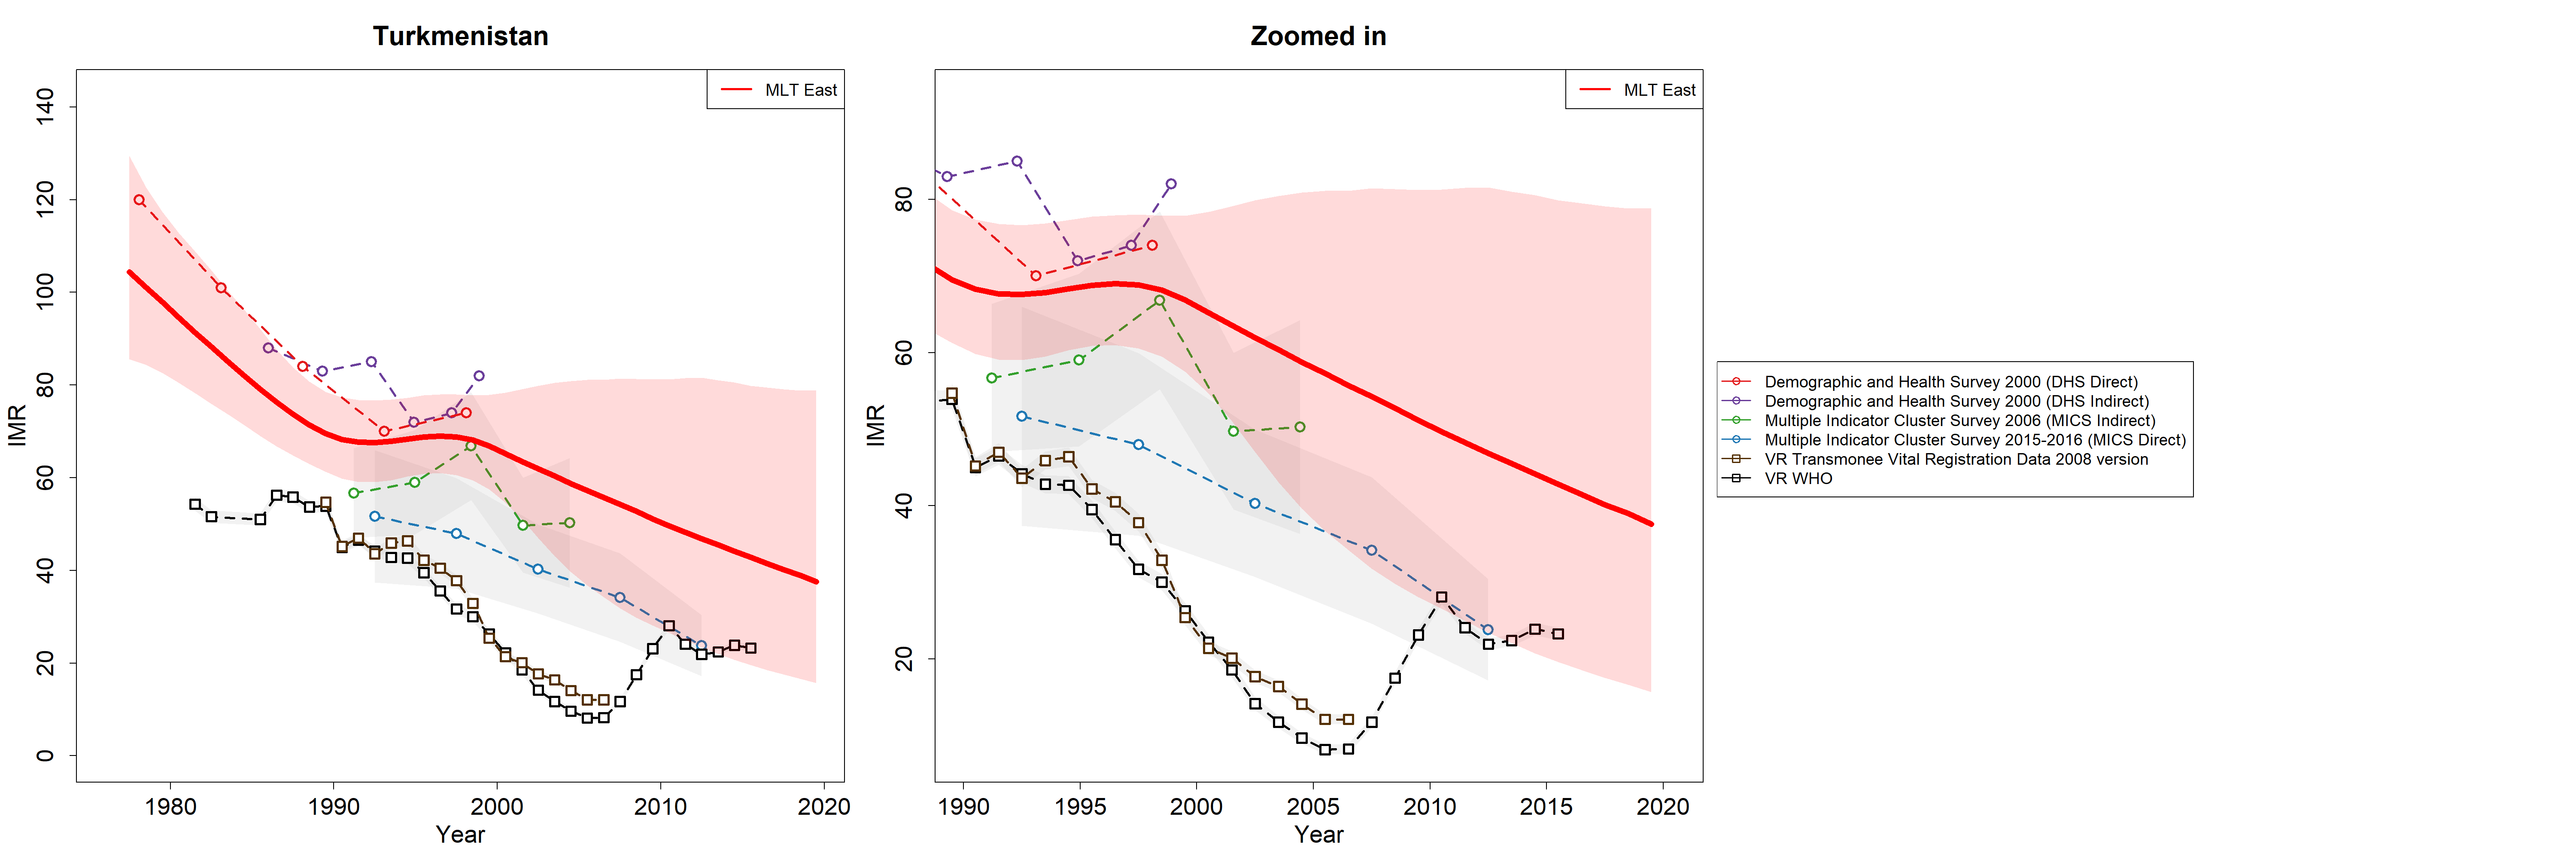 Turkmenistan
Zoomed in
MLT East
MLT East
IMR
140
120
100
80
60
40
20
0
1980
1990
2000
2010
2020
Year
IMR
80
60
40
20
1990
1995
2000
2005
2010
2015
2020
Year
Demographic and Health Survey 2000 (DHS Direct)
Demographic and Health Survey 2000 (DHS Indirect)
Multiple Indicator Cluster Survey 2006 (MICS Indirect)
Multiple Indicator Cluster Survey 2015-2016 (MICS Direct)
VR Transmonee Vital Registration Data 2008 version
VR WHO